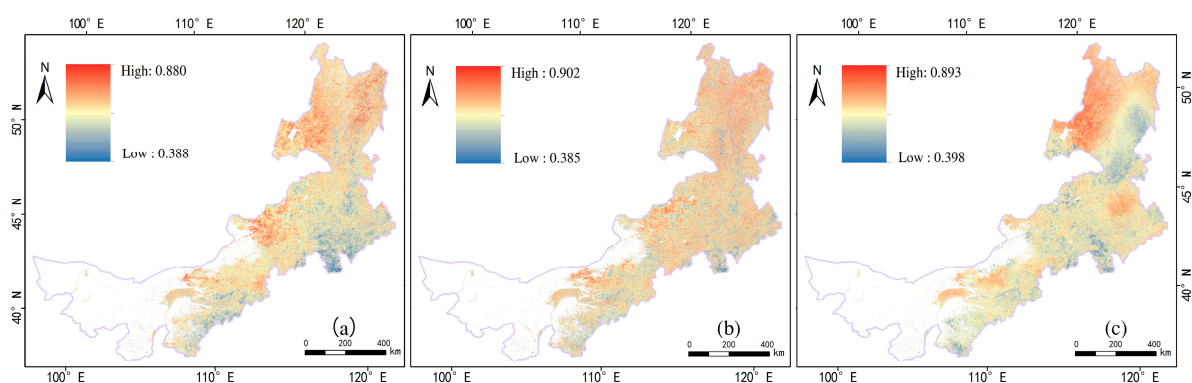 100° E 110° E 120° E 100° E 110° E 120° E 100° E 110° E 120° E
N High: 0.880
Low : 0.388
N High : 0.902
Low : 0.385
N High: 0.893
Low : 0.398
50° N
45° N
40° N
50° N
45° N
40° N
(a)
0 200 400
km
(b)
0 200 400
km
(c)
0 200 400
km
100° E 110° E 120° E 100° E 110° E 120° E 100° E 110° E 120° E